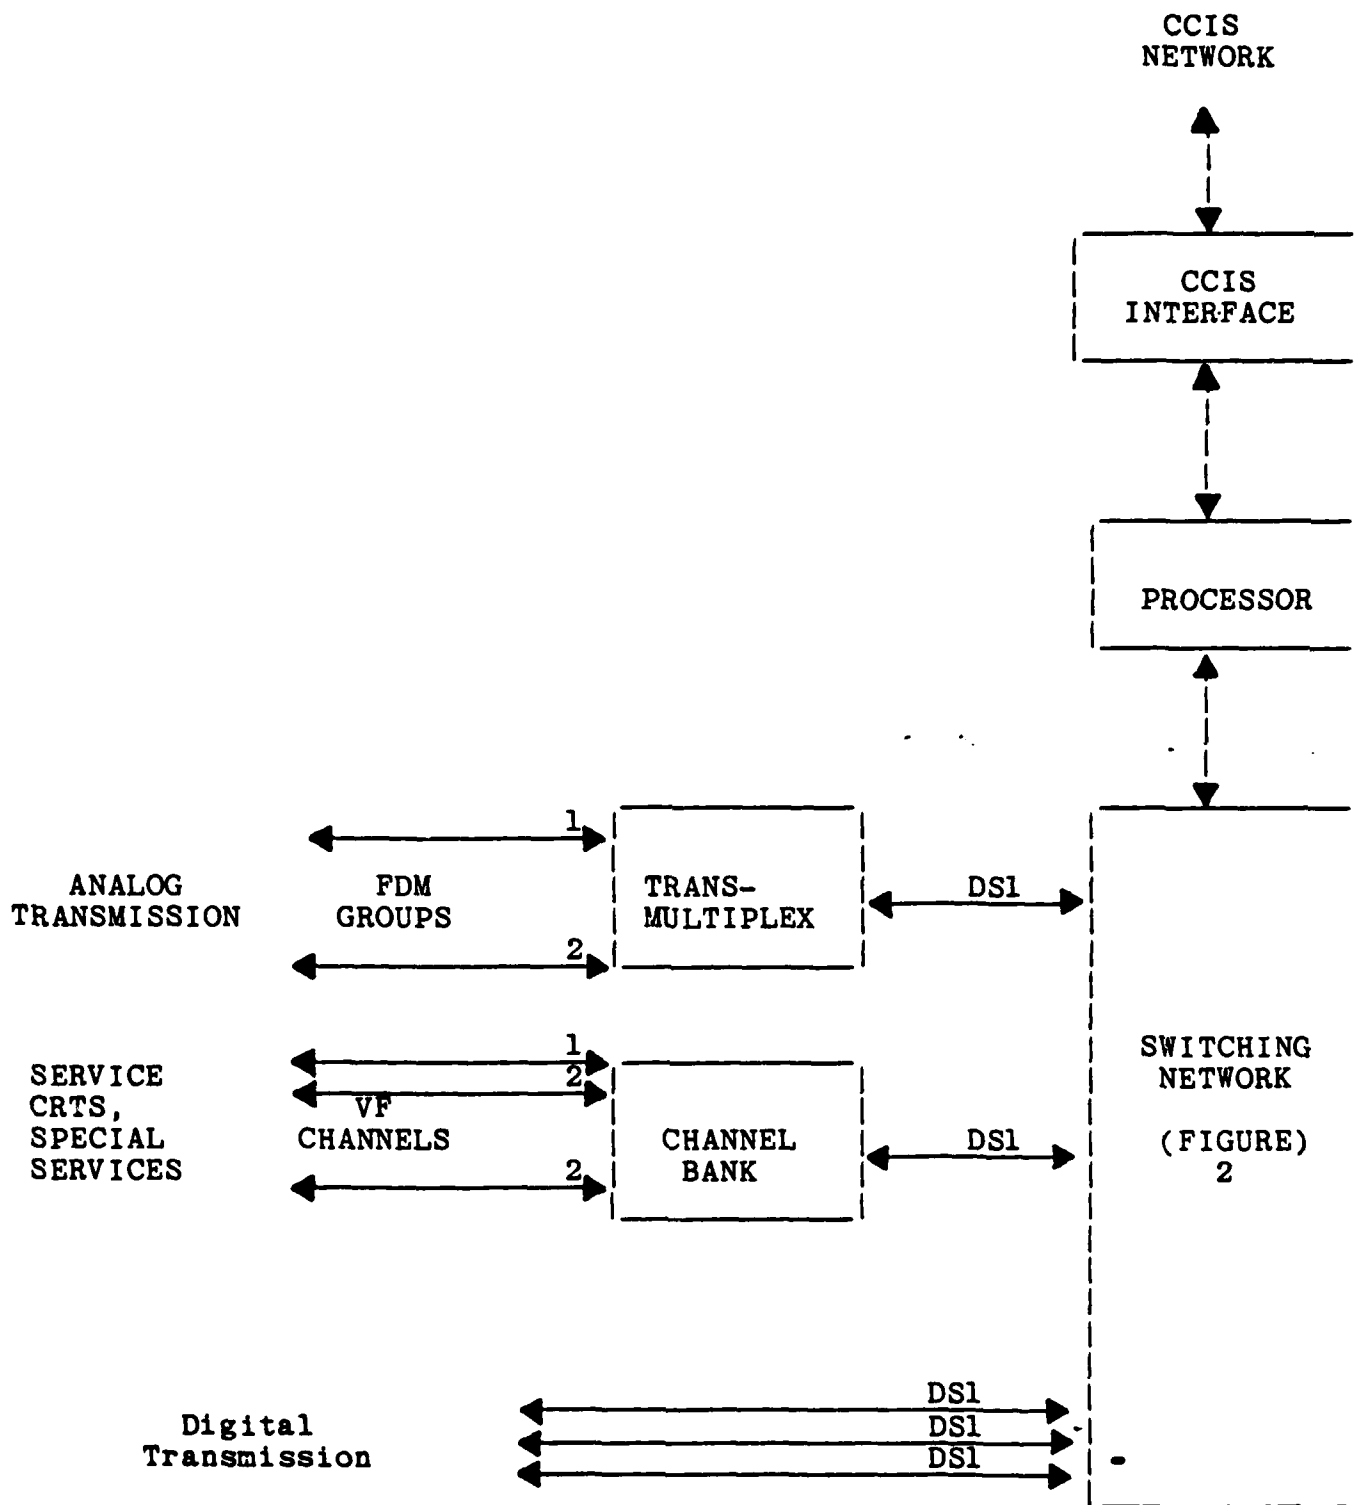 CCIS
NETWORK
CCIS
INTERFACE
PROCESSOR
1
ANALOG
TRANSMISSION
FDM
GROUPS
2
TRANS-
MULTIPLEX
DS1
1
2
SERVICE
CRTS,
SPECIAL
SERVICES
VF
CHANNELS
2
CHANNEL
BANK
DS1
SWITCHING
NETWORK
(FIGURE)
2
Digital
Transmission
DS1
DS1
DS1